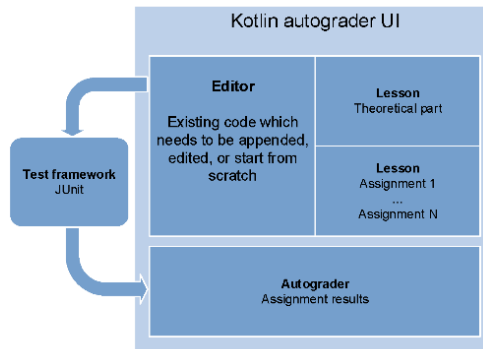 Kotlin autograder UI
Editor
Existing code which
needs to be appended,
edited, or start from
scratch
Lesson
Theoretical part
Lesson
Assignment 1
...
Assignment N
Test framework
JUnit
Autograder
Assignment results